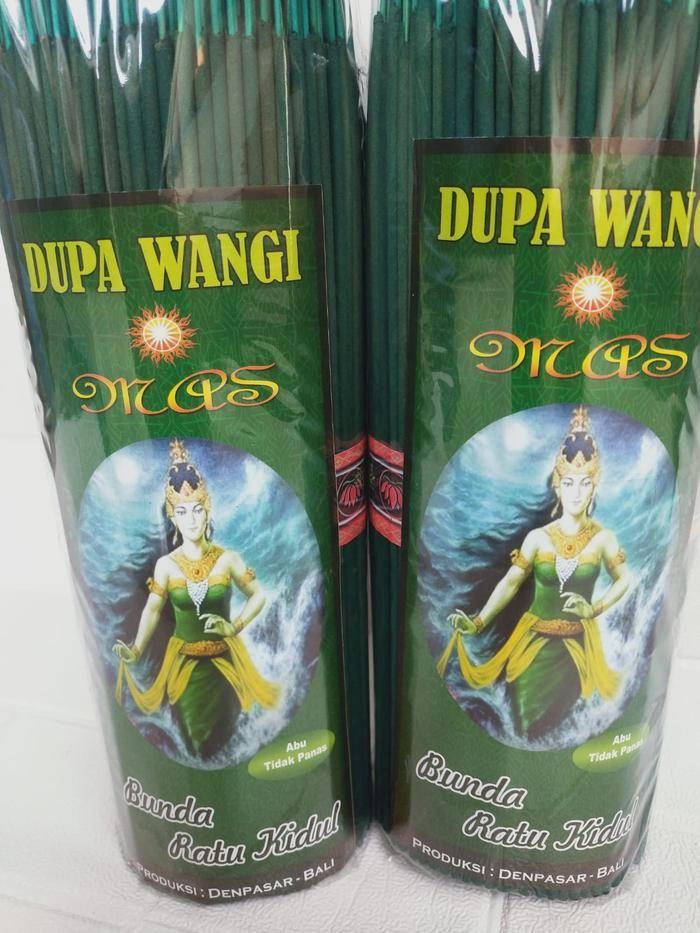 DUPA WANGI
MAS
Abu
Tidak Panas
Bunda
Ratu Kidul
PRODUKSI : DENPASAR - BALI
DUPA WANG
MAS
Abu
Tidak Panas
Bunda
Ratu Kidul
PRODUKSI : DENPASAR - BALI